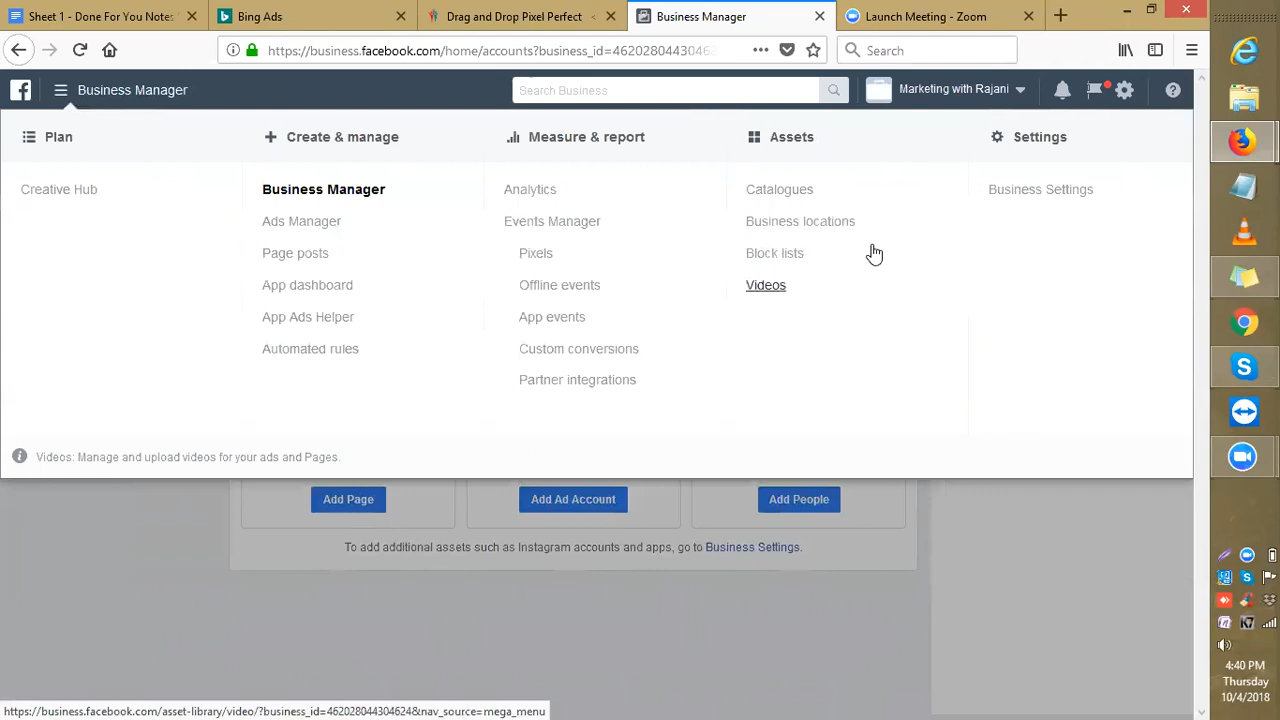 Sheet 1 - Done For You Notes
Bing Ads
Drag and Drop Pixel Perfect
Business Manager
Launch Meeting - Zoom
https://business.facebook.com/home/accounts?business_id=46202804430462
Search
Business Manager
Search Business
Marketing with Rajani
Plan
Create & manage
Measure & report
Assets
Settings
Creative Hub
Business Manager
Analytics
Catalogues
Business Settings
Ads Manager
Events Manager
Business locations
Page posts
Pixels
Block lists
App dashboard
Offline events
Videos
App Ads Helper
App events
Automated rules
Custom conversions
Partner integrations
Videos: Manage and upload videos for your ads and Pages.
Add Page
Add Ad Account
Add People
To add additional assets such as Instagram accounts and apps, go to Business Settings.
https://business.facebook.com/asset-library/video/?business_id=462028044304624&nav_source=mega_menu
4:40 PM
Thursday
10/4/2018